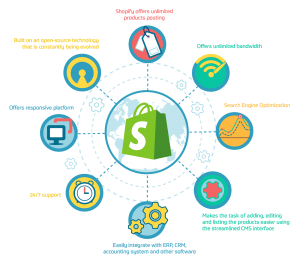 Shopify offers unlimited
products posting
Built on an open-source technology
that is constantly being evolved
Offers unlimited bandwidth
Offers responsive platform
Search Engine Optimization
24/7 support
Makes the task of adding, editing
and listing the products easier using
the streamlined CMS interface
Easily integrate with ERP, CRM,
accounting system and other software